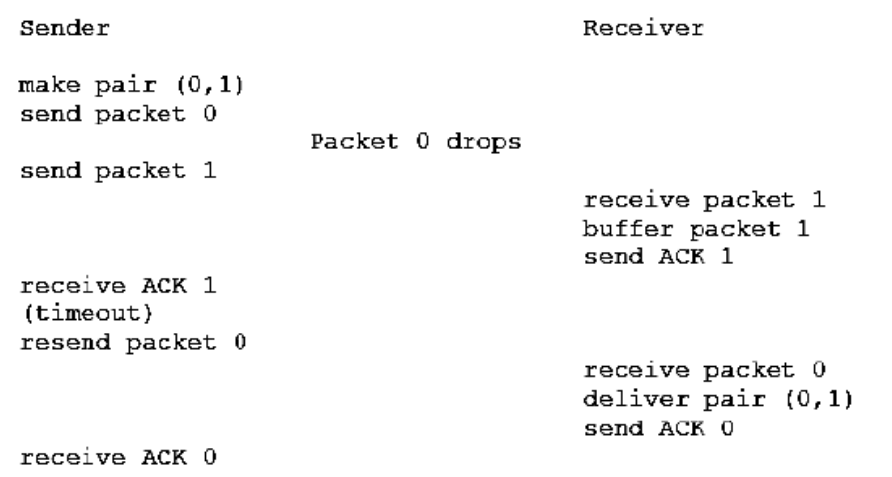 Sender Receiver
make pair (0,1)
send packet 0
Packet 0 drops
send packet 1
receive packet 1
buffer packet 1
send ACK 1
receive ACK 1
(timeout)
resend packet 0
receive packet 0
deliver pair (0,1)
send ACK 0
receive ACK 0